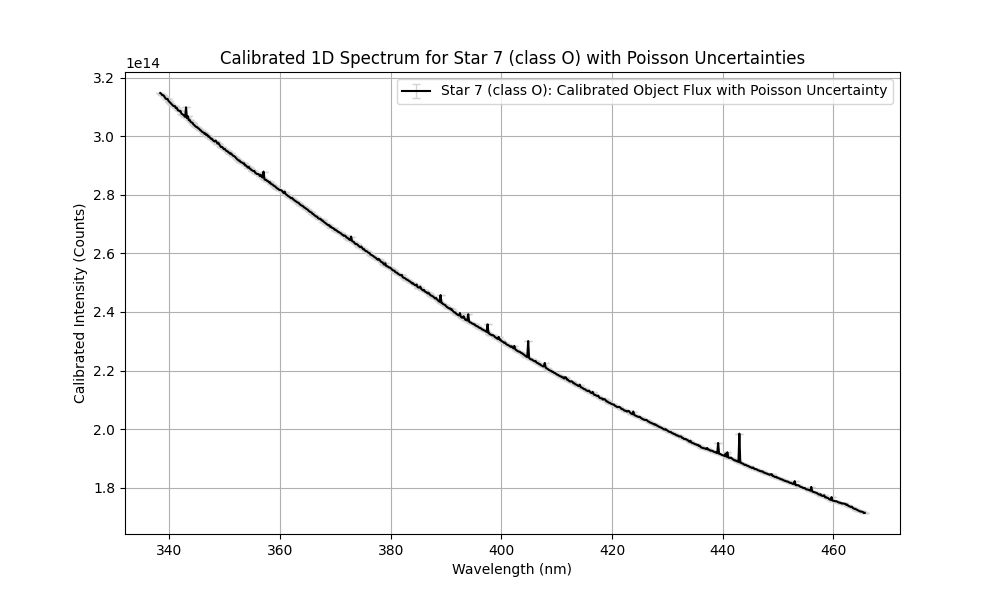 Calibrated 1D Spectrum for Star 7 (class O) with Poisson Uncertainties
1e14
Star 7 (class O): Calibrated Object Flux with Poisson Uncertainty
Calibrated Intensity (Counts)
3.2
3.0
2.8
2.6
2.4
2.2
2.0
1.8
340 360 380 400 420 440 460
Wavelength (nm)